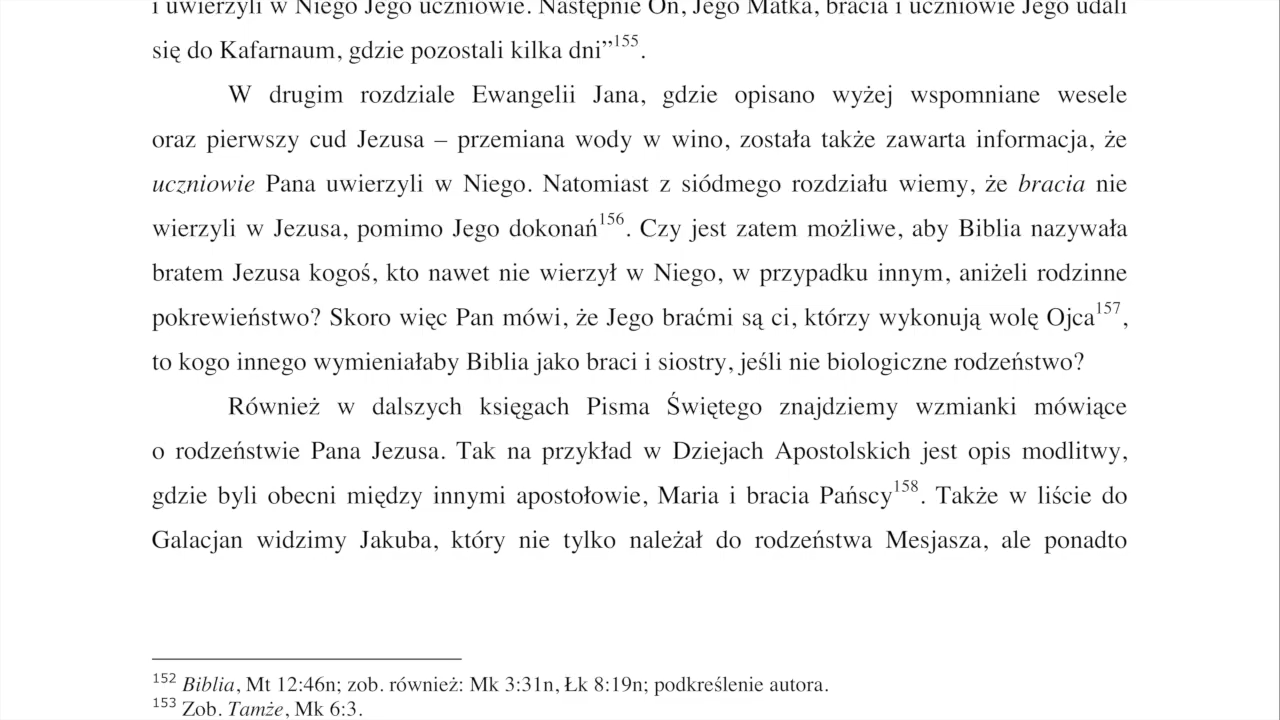 i uwierzyli w Niego Jego uczniowie. Następnie On, Jego Matka, bracia i uczniowie Jego udali
się do Kafarnaum, gdzie pozostali kilka dni”155.
W drugim rozdziale Ewangelii Jana, gdzie opisano wyżej wspomniane wesele
oraz pierwszy cud Jezusa – przemiana wody w wino, została także zawarta informacja, że
uczniowie Pana uwierzyli w Niego. Natomiast z siódmego rozdziału wiemy, że bracia nie
wierzyli w Jezusa, pomimo Jego dokonań156. Czy jest zatem możliwe, aby Biblia nazywała
bratem Jezusa kogoś, kto nawet nie wierzył w Niego, w przypadku innym, aniżeli rodzinne
pokrewieństwo? Skoro więc Pan mówi, że Jego braćmi są ci, którzy wykonują wolę Ojca157,
to kogo innego wymieniałaby Biblia jako braci i siostry, jeśli nie biologiczne rodzeństwo?
Również w dalszych księgach Pisma Świętego znajdziemy wzmianki mówiące
o rodzeństwie Pana Jezusa. Tak na przykład w Dziejach Apostolskich jest opis modlitwy,
gdzie byli obecni między innymi apostołowie, Maria i bracia Pańscy158. Także w liście do
Galacjan widzimy Jakuba, który nie tylko należał do rodzeństwa Mesjasza, ale ponadto
152 Biblia, Mt 12:46n; zob. również: Mk 3:31n, Łk 8:19n; podkreślenie autora.
153 Zob. Tamże, Mk 6:3.